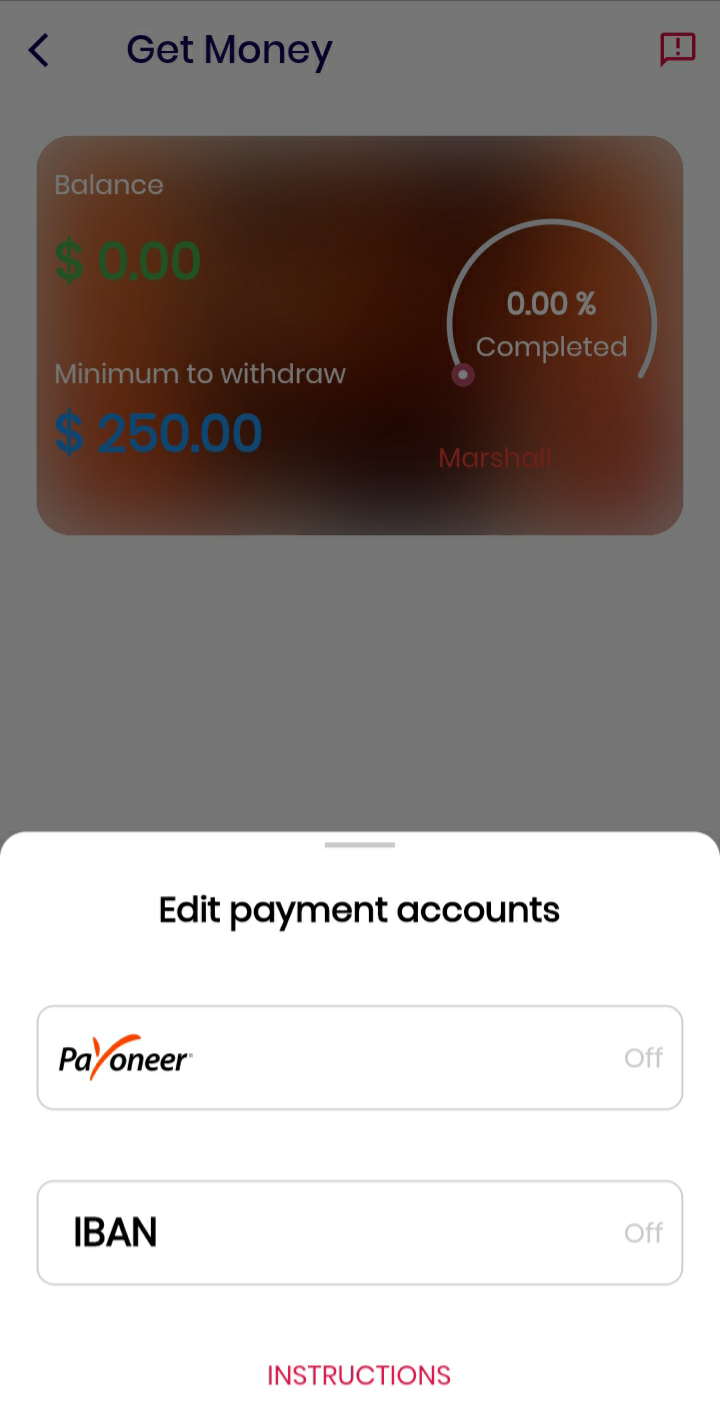 Get Money
Balance
$ 0.00
0.00 %
Completed
Minimum to withdraw
$ 250.00
Marshall
Edit payment accounts
Payoneer
Off
IBAN
Off
INSTRUCTIONS